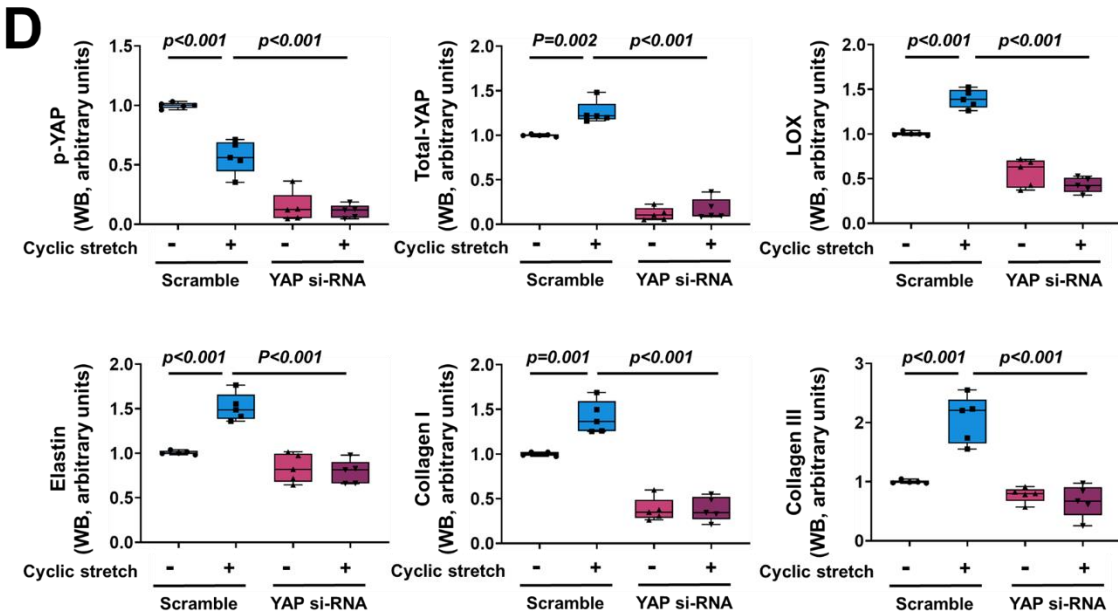 D
p<0.001 p<0.001
p-YAP
(WB, arbitrary units)
1.5
1.0
0.5
0.0
Cyclic stretch - + - +
Scramble YAP si-RNA
P=0.002 p<0.001
Total-YAP
(WB, arbitrary units)
2.0
1.5
1.0
0.5
0.0
Cyclic stretch - + - +
Scramble YAP si-RNA
p<0.001 p<0.001
LOX
(WB, arbitrary units)
2.0
1.5
1.0
0.5
0.0
Cyclic stretch - + - +
Scramble YAP si-RNA
p<0.001 P<0.001
Elastin
(WB, arbitrary units)
2.0
1.5
1.0
0.5
0.0
Cyclic stretch - + - +
Scramble YAP si-RNA
p=0.001 p<0.001
Collagen I
(WB, arbitrary units)
2.0
1.5
1.0
0.5
0.0
Cyclic stretch - + - +
Scramble YAP si-RNA
p<0.001 p<0.001
Collagen III
(WB, arbitrary units)
3
2
1
0
Cyclic stretch - + - +
Scramble YAP si-RNA